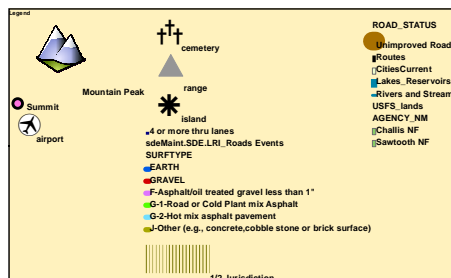 Legend
cemetery
Mountain Peak
range
Summit
island
airport
4 or more thru lanes
sdeMaint.SDE.LRI_Roads Events
SURFTYPE
EARTH
GRAVEL
F-Asphalt/oil treated gravel less than 1"
G-1-Road or Cold Plant mix Asphalt
G-2-Hot mix asphalt pavement
J-Other (e.g., concrete,cobble stone or brick surface)
1/2 Jurisdiction
ROAD_STATUS
Unimproved Road
Routes
CitiesCurrent
Lakes_Reservoirs
Rivers and Stream
USFS_lands
AGENCY_NM
Challis NF
Sawtooth NF